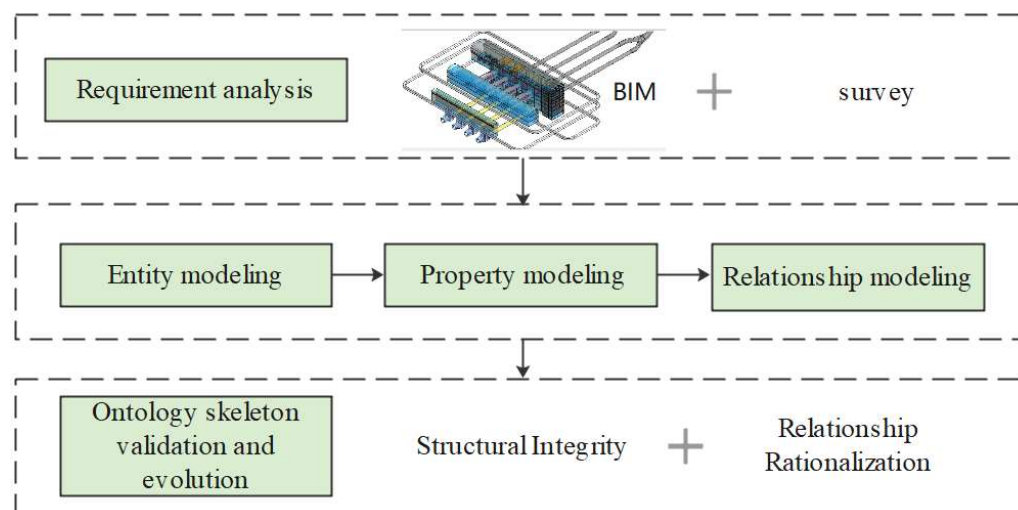 Requirement analysis
BIM
survey
Entity modeling
Property modeling
Relationship modeling
Ontology skeleton
validation and
evolution
Structural Integrity
Relationship
Rationalization